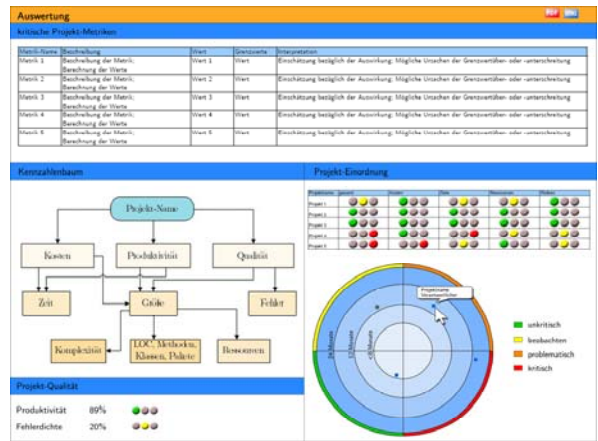 Auswertung
PDF
kritische Projekt-Metriken
Metrik-Name Beschreibung Wert Grenzwerte Interpretation
Metrik 1 Beschreibung der Metrik; Wert 1 Wert Einschätzung bezüglich der Auswirkung; Mögliche Ursachen der Grenzwertüber- oder -unterschreitung
Berechnung der Werte
Metrik 2 Beschreibung der Metrik; Wert 2 Wert Einschätzung bezüglich der Auswirkung; Mögliche Ursachen der Grenzwertüber- oder -unterschreitung
Berechnung der Werte
Metrik 3 Beschreibung der Metrik; Wert 3 Wert Einschätzung bezüglich der Auswirkung; Mögliche Ursachen der Grenzwertüber- oder -unterschreitung
Berechnung der Werte
Metrik 4 Beschreibung der Metrik; Wert 4 Wert Einschätzung bezüglich der Auswirkung; Mögliche Ursachen der Grenzwertüber- oder -unterschreitung
Berechnung der Werte
Metrik 5 Beschreibung der Metrik; Wert 5 Wert Einschätzung bezüglich der Auswirkung; Mögliche Ursachen der Grenzwertüber- oder -unterschreitung
Berechnung der Werte
Kennzahlenbaum
Projekt-Name
Kosten Produktivität Qualität
Zeit Größe Fehler
Komplexität LOC, Methoden, Ressourcen
Klassen, Pakete
Projekt-Qualität
Produktivität 89%
Fehlerdichte 20%
Projekt-Einordnung
Projektname gesamt Kosten Ressourcen
Projekt 1
Projekt 2
Projekt 3
Projekt 4
Projekt 5
Projektname
Verantwortlicher
unkritisch
beobachten
problematisch
kritisch